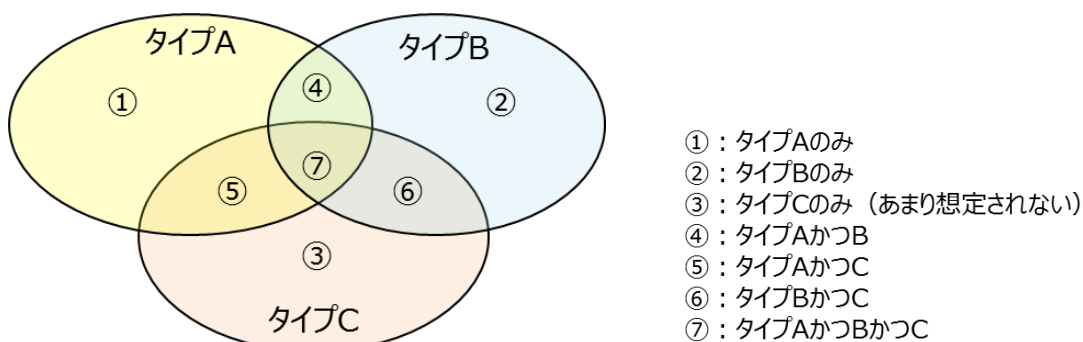 タイプA
タイプB
①
④
②
⑦
⑤
⑥
③
タイプC
①:タイプAのみ
②:タイプBのみ
③:タイプCのみ(あまり想定されない)
④:タイプAかつB
⑤:タイプAかつC
⑥:タイプBかつC
⑦:タイプAかつBかつC